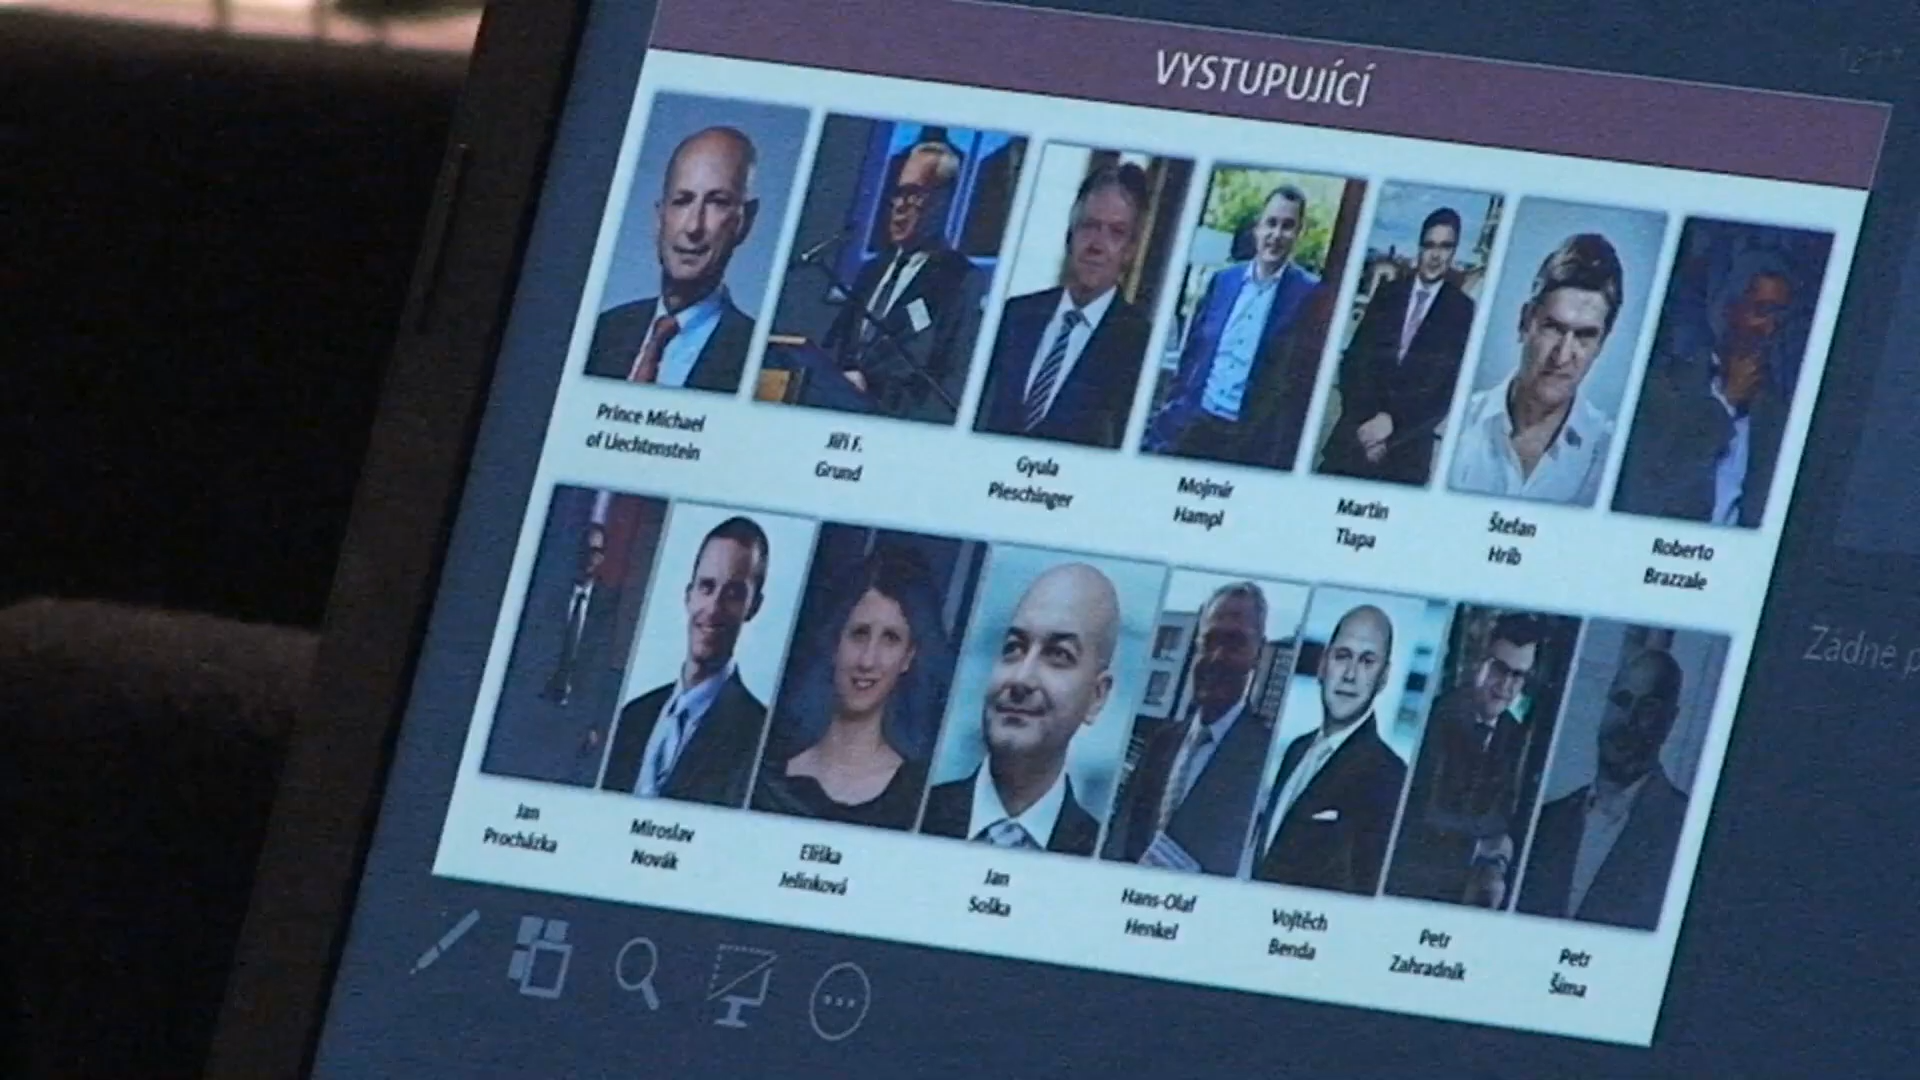 VYSTUPUJÍCÍ
Prince Michael
of Liechtenstein
Jiří F.
Grund
Gyula
Pleschinger
Mojmír
Hampl
Martin
Tlapa
Štefan
Hríb
Roberto
Brazzale
Jan
Procházka
Miroslav
Novák
Eliška
Jelínková
Jan
Soška
Hans-Olaf
Henkel
Vojtěch
Benda
Petr
Zahradník
Petr
Šíma
Žádné p